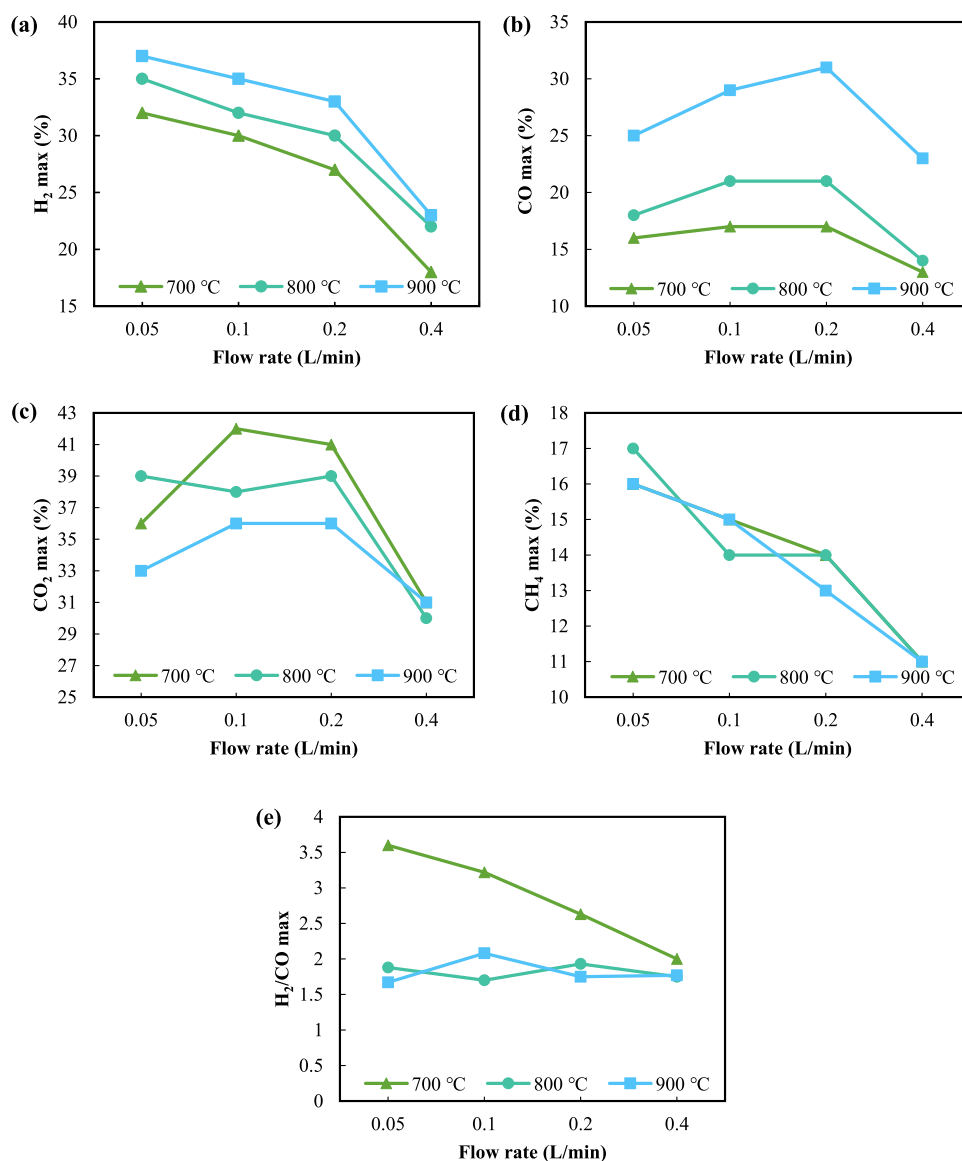 (a)
H₂ max (%)
40
35
30
25
20
15
700 °C 800 °C 900 °C
0.05 0.1 0.2 0.4
Flow rate (L/min)
(b)
CO max (%)
35
30
25
20
15
10
700 °C 800 °C 900 °C
0.05 0.1 0.2 0.4
Flow rate (L/min)
(c)
CO₂ max (%)
43
41
39
37
35
33
31
29
27
25
700 °C 800 °C 900 °C
0.05 0.1 0.2 0.4
Flow rate (L/min)
(d)
CH₄ max (%)
18
17
16
15
14
13
12
11
10
700 °C 800 °C 900 °C
0.05 0.1 0.2 0.4
Flow rate (L/min)
(e)
H₂/CO max
4
3.5
3
2.5
2
1.5
1
0.5
0
700 °C 800 °C 900 °C
0.05 0.1 0.2 0.4
Flow rate (L/min)